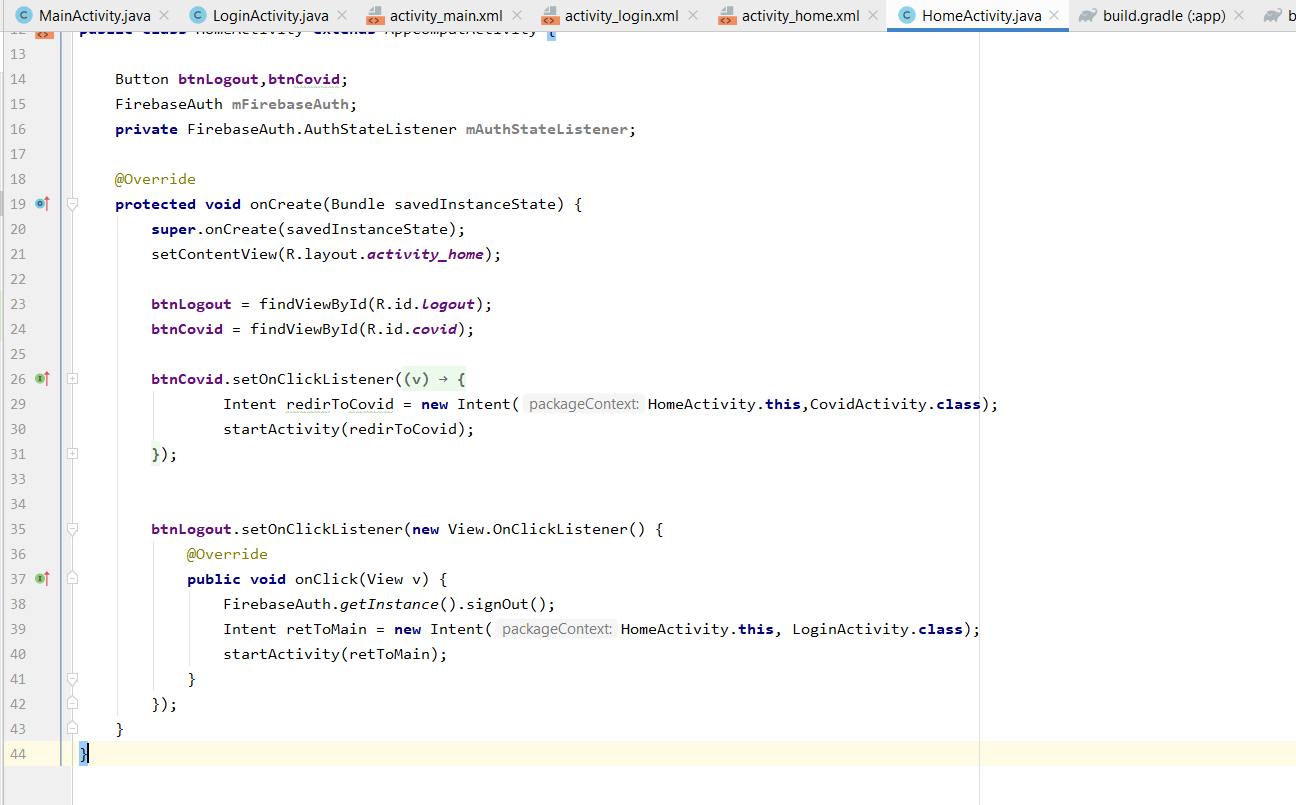 MainActivity.java LoginActivity.java activity_main.xml activity_login.xml activity_home.xml HomeActivity.java build.gradle (:app) b
12 public class HomeActivity extends AppCompatActivity {
13
14 Button btnLogout,btnCovid;
15 FirebaseAuth mFirebaseAuth;
16 private FirebaseAuth.AuthStateListener mAuthStateListener;
17
18 @Override
19 protected void onCreate(Bundle savedInstanceState) {
20 super.onCreate(savedInstanceState);
21 setContentView(R.layout.activity_home);
22
23 btnLogout = findViewById(R.id.logout);
24 btnCovid = findViewById(R.id.covid);
25
26 btnCovid.setOnClickListener((v) → {
29 Intent redirToCovid = new Intent( packageContext: HomeActivity.this,CovidActivity.class);
30 startActivity(redirToCovid);
31 });
33
34
35 btnLogout.setOnClickListener(new View.OnClickListener() {
36 @Override
37 public void onClick(View v) {
38 FirebaseAuth.getInstance().signOut();
39 Intent retToMain = new Intent( packageContext: HomeActivity.this, LoginActivity.class);
40 startActivity(retToMain);
41 }
42 });
43 }
44 }